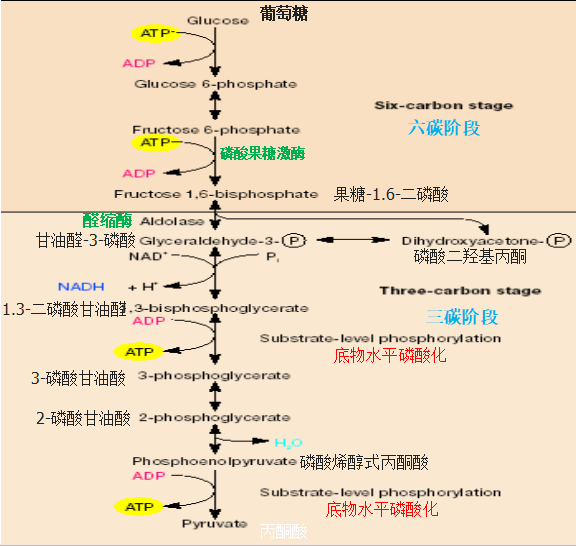 葡萄糖
Glucose
ATP
ADP
Glucose 6-phosphate
Six-carbon stage
六碳阶段
Fructose 6-phosphate
ATP
磷酸果糖激酶
ADP
Fructose 1,6-bisphosphate 果糖-1.6-二磷酸
醛缩酶 Aldolase
甘油醛-3-磷酸 Glyceraldehyde-3-P Dihydroxyacetone-P
磷酸二羟基丙酮
NAD+ Pi
NADH + H+
Three-carbon stage
三碳阶段
1.3-二磷酸甘油醛 ,3-bisphosphoglycerate
ADP
Substrate-level phosphorylation
底物水平磷酸化
ATP
3-磷酸甘油酸 3-phosphoglycerate
2-磷酸甘油酸 2-phosphoglycerate
H2O
Phosphoenolpyruvate 磷酸烯醇式丙酮酸
ADP
Substrate-level phosphorylation
底物水平磷酸化
ATP
Pyruvate 丙酮酸